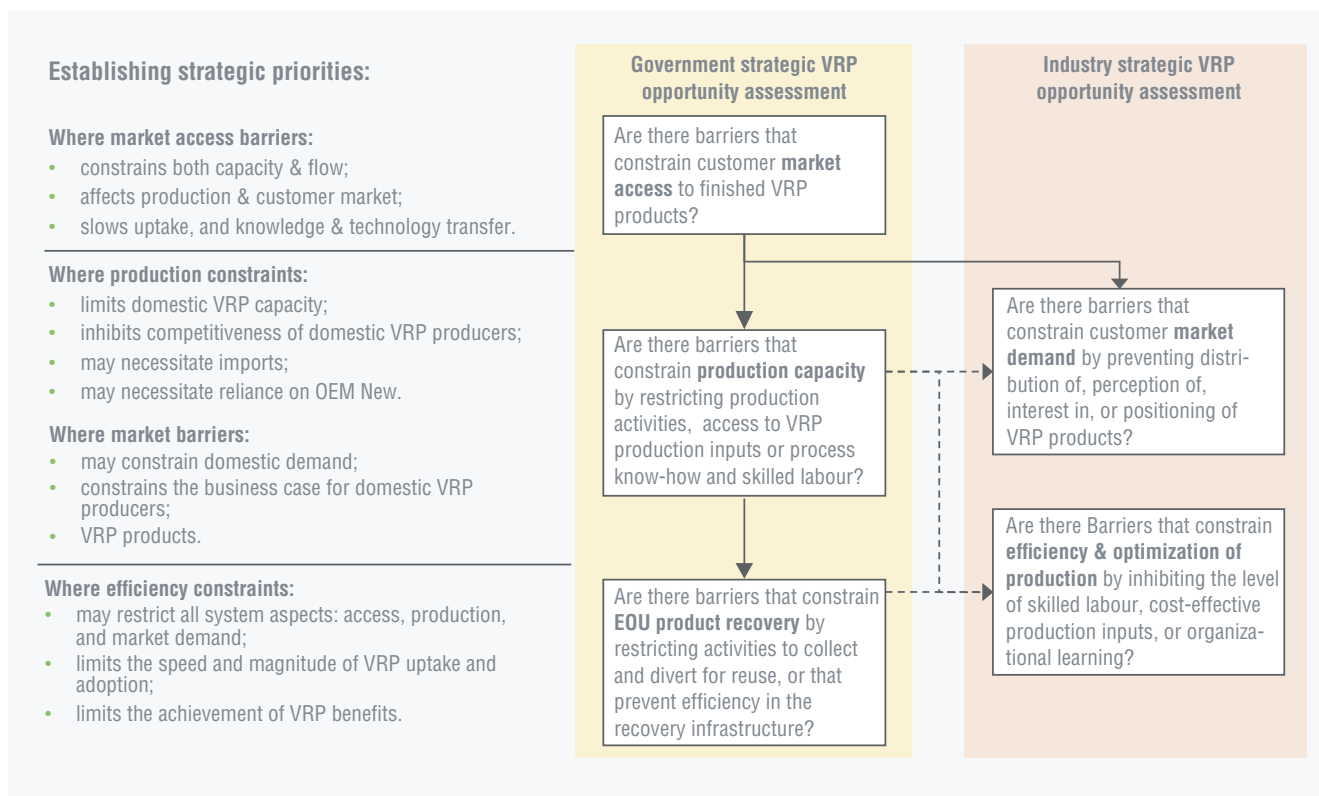 Establishing strategic priorities:
Where market access barriers:
• constrains both capacity & flow;
• affects production & customer market;
• slows uptake, and knowledge & technology transfer.
Where production constraints:
• limits domestic VRP capacity;
• inhibits competitiveness of domestic VRP producers;
• may necessitate imports;
• may necessitate reliance on OEM New.
Where market barriers:
• may constrain domestic demand;
• constrains the business case for domestic VRP
producers;
• VRP products.
Where efficiency constraints:
• may restrict all system aspects: access, production,
and market demand;
• limits the speed and magnitude of VRP uptake and
adoption;
• limits the achievement of VRP benefits.
Government strategic VRP
opportunity assessment
Are there barriers that
constrain customer market
access to finished VRP
products?
Are there barriers that
constrain production capacity
by restricting production
activities, access to VRP
production inputs or process
know-how and skilled labour?
Are there barriers that constrain
EOU product recovery by
restricting activities to collect
and divert for reuse, or that
prevent efficiency in the
recovery infrastructure?
Industry strategic VRP
opportunity assessment
Are there barriers that
constrain customer market
demand by preventing distri-
bution of, perception of,
interest in, or positioning of
VRP products?
Are there Barriers that constrain
efficiency & optimization of
production by inhibiting the level
of skilled labour, cost-effective
production inputs, or organiza-
tional learning?